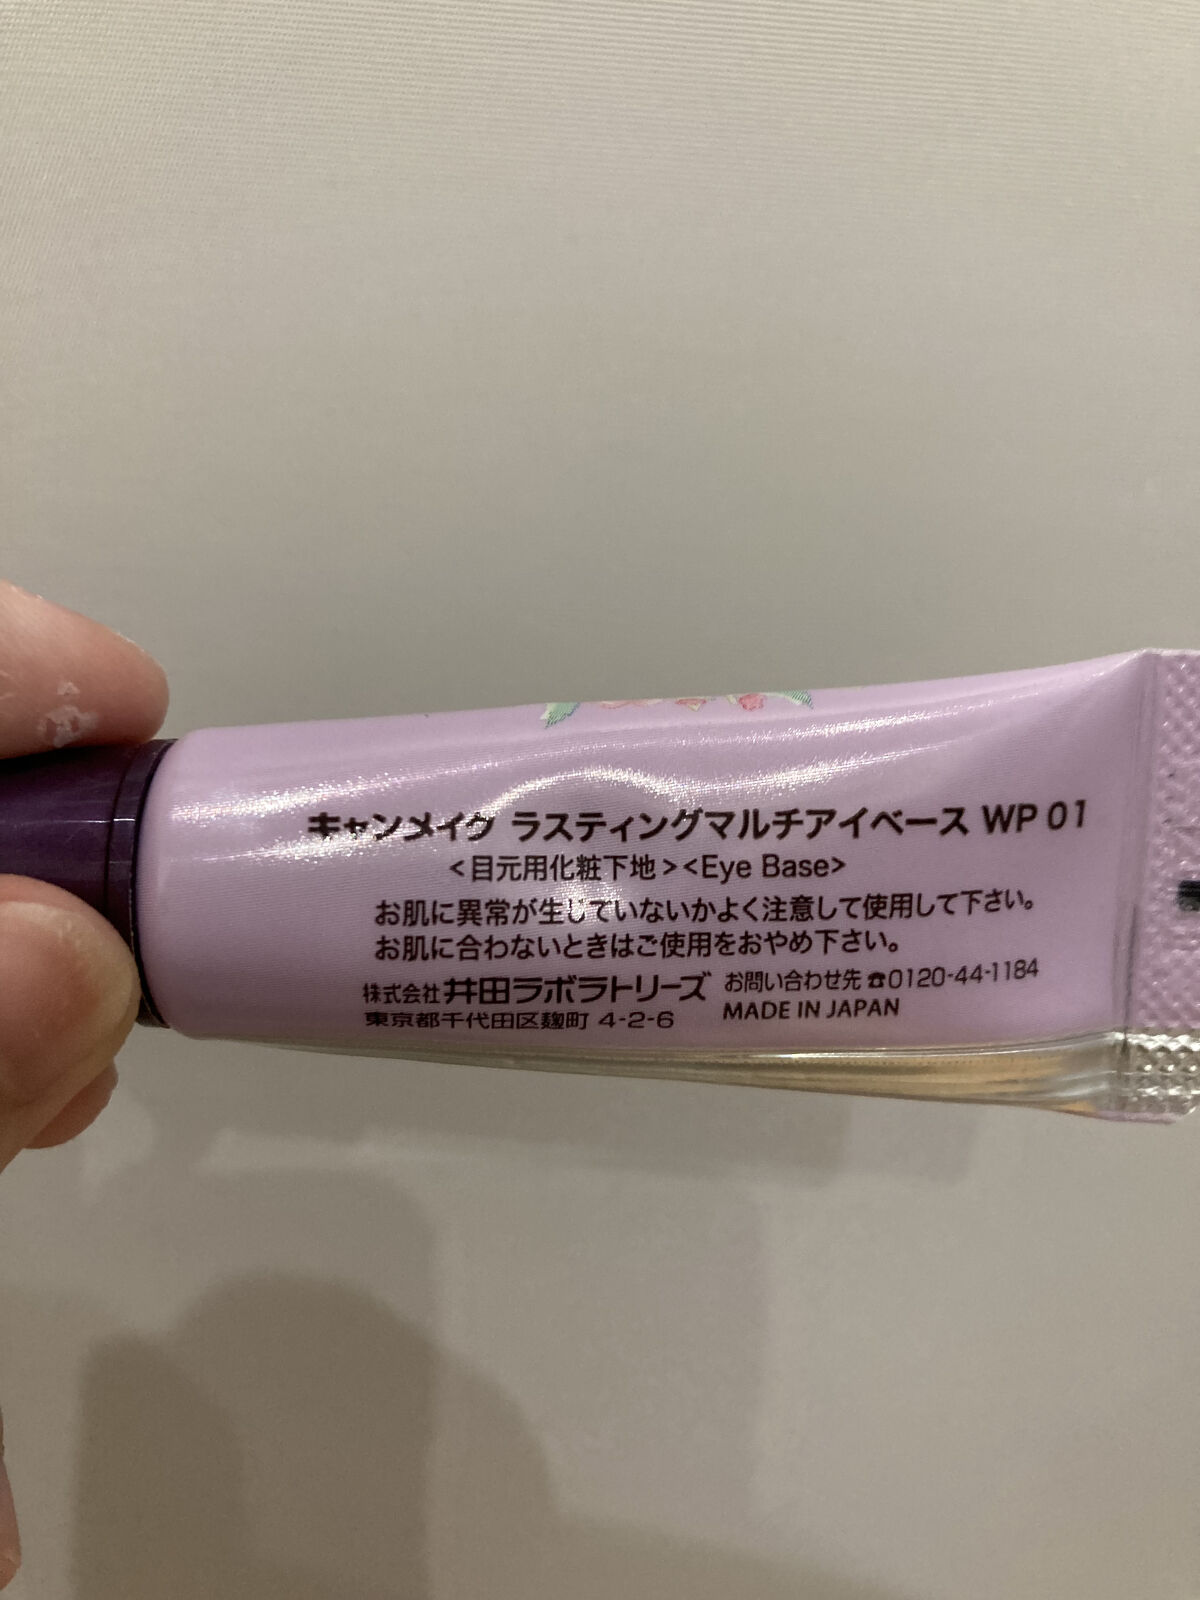 キャンメイク ラスティングマルチアイベース WP 01
<目元用化粧下地><Eye Base>
お肌に異常が生じていないかよく注意して使用して下さい。
お肌に合わないときはご使用をおやめ下さい。
株式会社井田ラボラトリーズ
東京都千代田区麹町 4-2-6
お問い合わせ先 ☎0120-44-1184
MADE IN JAPAN